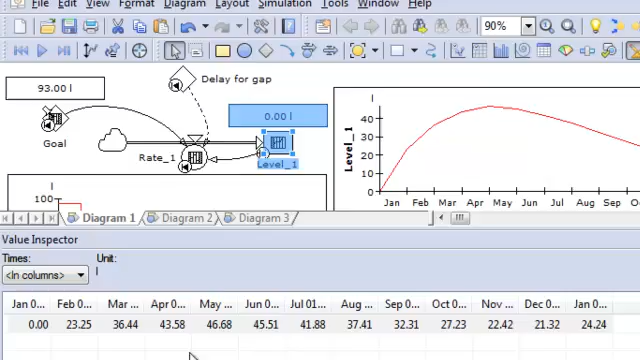 View Format Diagram Layout Simulation Tools Window Help
90%
Delay for gap
93.00 l
0.00 l
Goal
Rate_1
Level_1
l
100
l
Level_1
40
30
20
10
0
Jan Feb Mar Apr May Jun Jul Aug Sep Oct Nov Dec Jan
Diagram 1 Diagram 2 Diagram 3
Value Inspector
Times: Unit:
<In columns> l
Jan 0... Feb 0... Mar ... Apr 0... May ... Jun 0... Jul 01... Aug ... Sep 0... Oct 0... Nov ... Dec 0... Jan 0...
0.00 23.25 36.44 43.58 46.68 45.51 41.88 37.41 32.31 27.23 22.42 21.32 24.24